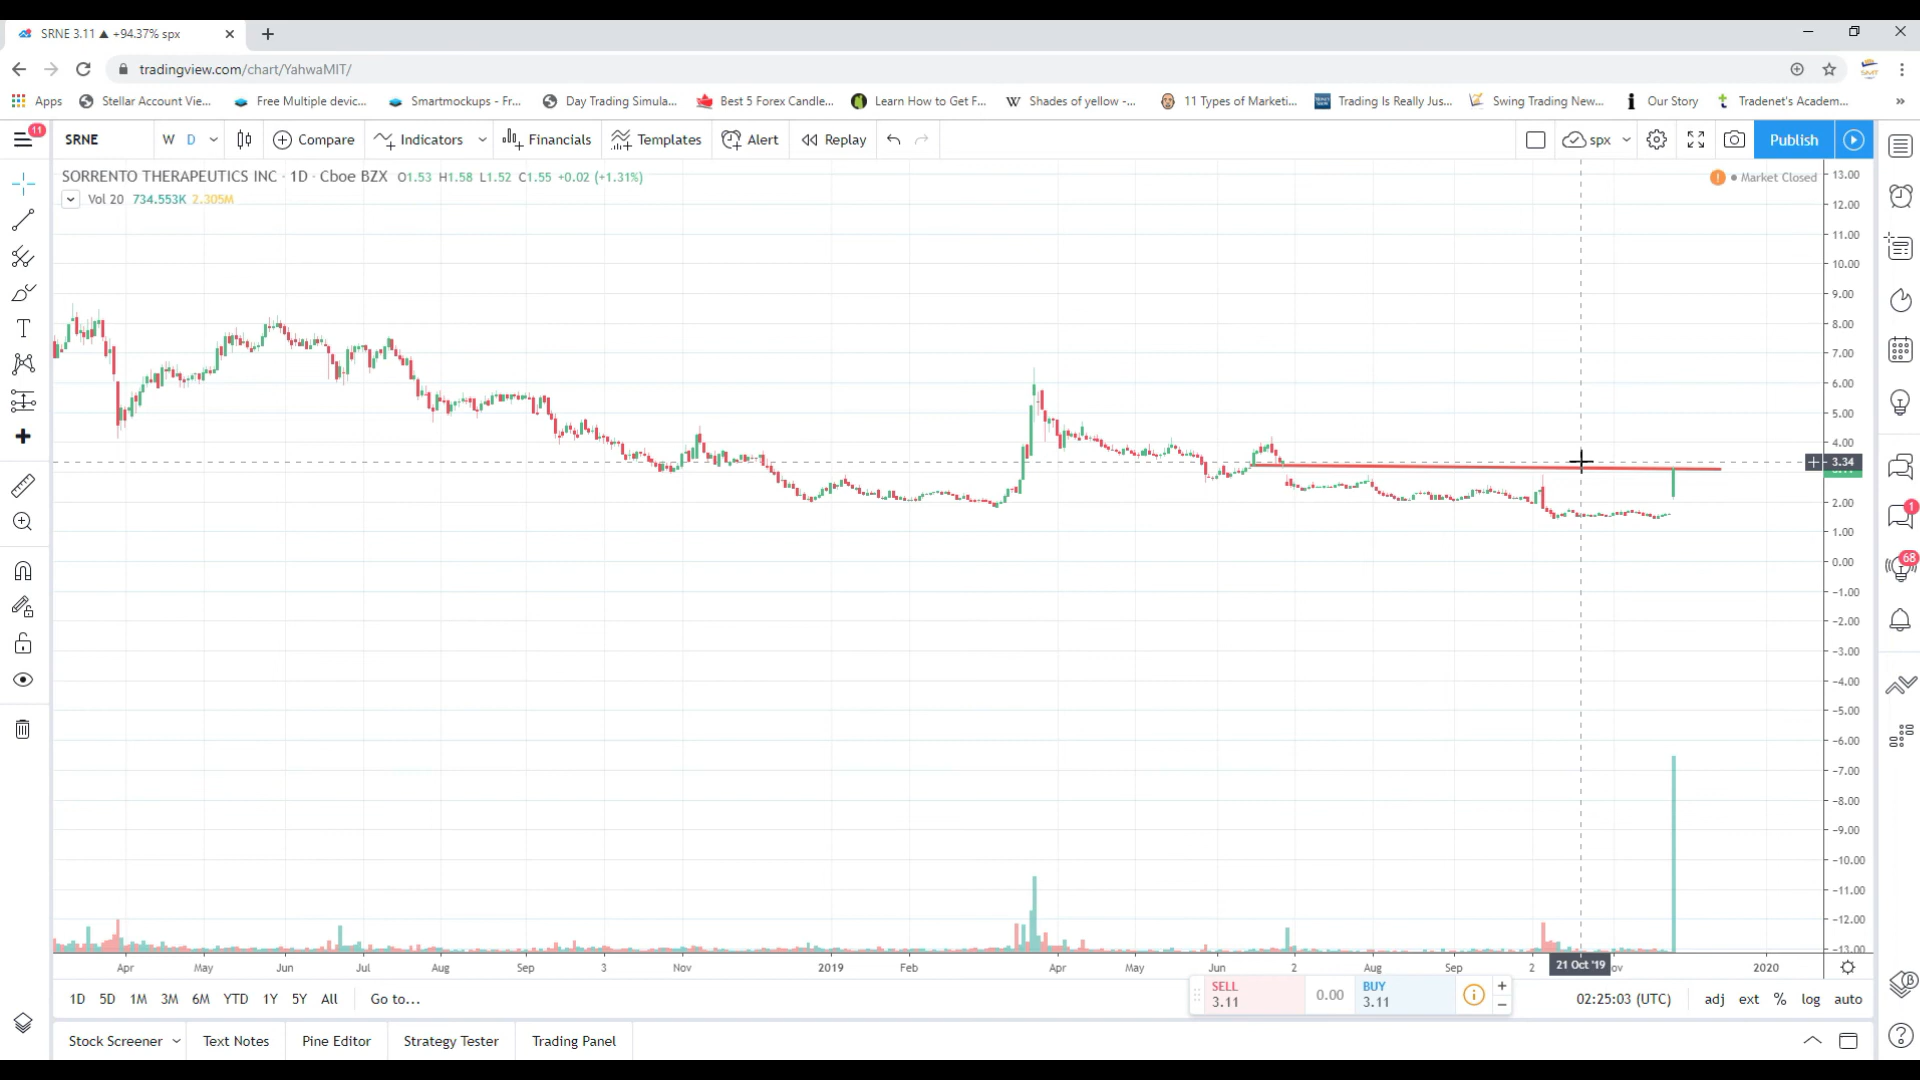 SRNE 3.11 ▲ +94.37% spx
tradingview.com/chart/YahwaMIT/
Apps Stellar Account Vie... Free Multiple devic... Smartmockups - Fr... Day Trading Simula... Best 5 Forex Candle... Learn How to Get F... Shades of yellow -... 11 Types of Marketi... Trading Is Really Jus... Swing Trading New... Our Story Tradenet's Academ... »
11 SRNE W D Compare Indicators Financials Templates Alert Replay spx Publish
SORRENTO THERAPEUTICS INC · 1D · Cboe BZX O1.53 H1.58 L1.52 C1.55 +0.02 (+1.31%)
Market Closed
Vol 20 734.553K 2.305M
13.00
12.00
11.00
10.00
9.00
8.00
7.00
6.00
5.00
4.00
3.34
2.00
1.00
0.00
-1.00
-2.00
-3.00
-4.00
-5.00
-6.00
-7.00
-8.00
-9.00
-10.00
-11.00
-12.00
-13.00
1
68
Apr May Jun Jul Aug Sep 3 Nov 2019 Feb Apr May Jun 2 Aug Sep 2 21 Oct '19 ov 2020
1D 5D 1M 3M 6M YTD 1Y 5Y All Go to...
SELL
3.11
0.00
BUY
3.11
02:25:03 (UTC) adj ext % log auto
Stock Screener Text Notes Pine Editor Strategy Tester Trading Panel